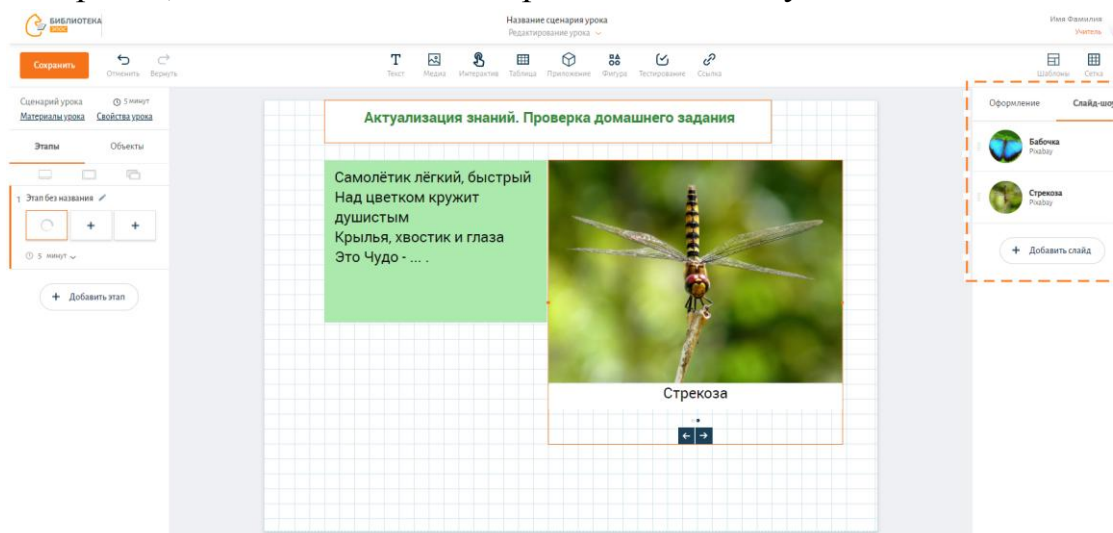 БИБЛИОТЕКА
Название сценария урока
Редактирование урока
Имя Фамилия
Учитель
Сохранить
Отменить
Вернуть
Текст
Медиа
Интерактив
Таблица
Приложение
Фигура
Тестирование
Ссылка
Шаблоны
Сетка
Сценарий урока
5 минут
Материалы урока
Свойства урока
Этапы
Объекты
1 Этап без названия
5 минут
+ Добавить этап
Актуализация знаний. Проверка домашнего задания
Самолётик лёгкий, быстрый
Над цветком кружит
душистым
Крылья, хвостик и глаза
Это Чудо - ... .
Стрекоза
Оформление
Слайд-шоу
Бабочка
Pixabay
Стрекоза
Pixabay
+ Добавить слайд